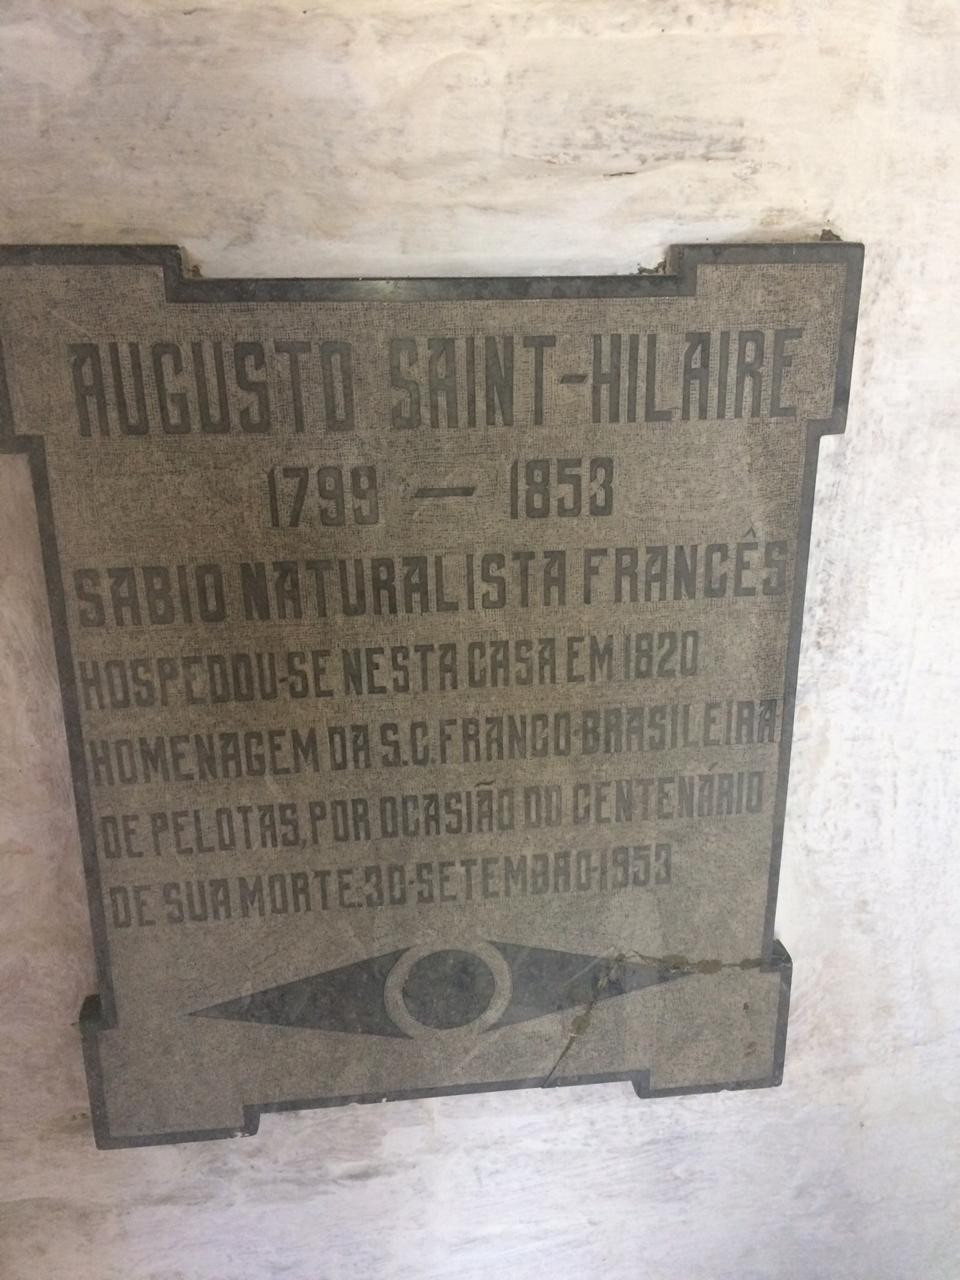 AUGUSTO SAINT-HILAIRE
1799 — 1853
SABIO NATURALISTA FRANCÊS
HOSPEDOU-SE NESTA CASA EM 1820
HOMENAGEM DA S.C. FRANCO-BRASILEIRA
DE PELOTAS, POR OCASIÃO DO CENTENÁRIO
DE SUA MORTE.30-SETEMBRO-1953